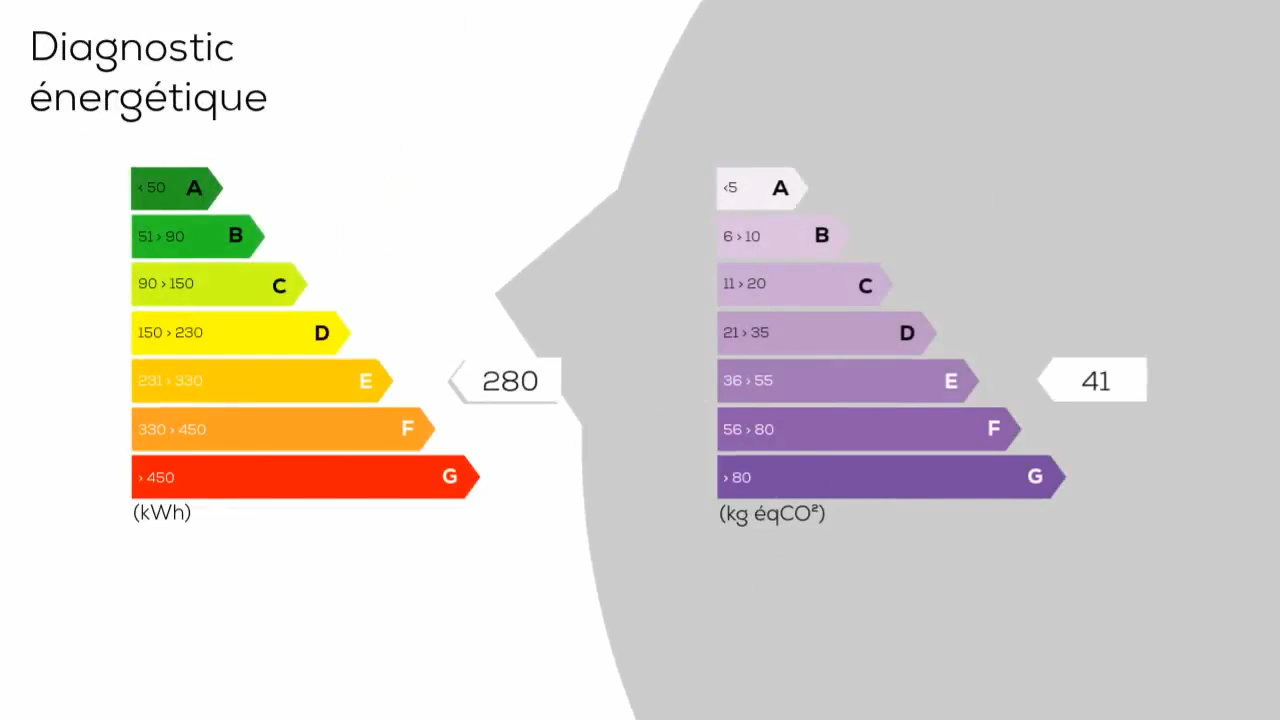 Diagnostic
énergétique
< 50 A
51 > 90 B
90 > 150 C
150 > 230 D
231 > 330 E
280
330 > 450 F
> 450 G
(kWh)
<5 A
6 > 10 B
11 > 20 C
21 > 35 D
36 > 55 E
41
56 > 80 F
> 80 G
(kg éqCO²)